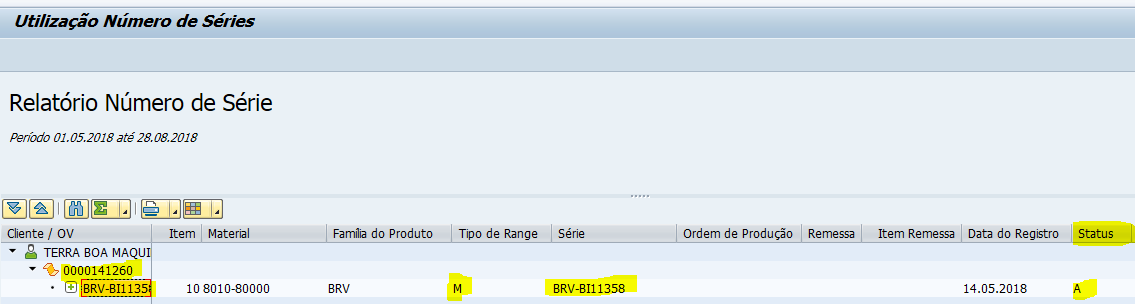 Utilização Número de Séries
Relatório Número de Série
Período 01.05.2018 até 28.08.2018
Cliente / OV Item Material Família do Produto Tipo de Range Série Ordem de Produção Remessa Item Remessa Data do Registro Status
TERRA BOA MAQUI
0000141260
BRV-BI11358 10 8010-80000 BRV M BRV-BI11358 14.05.2018 A